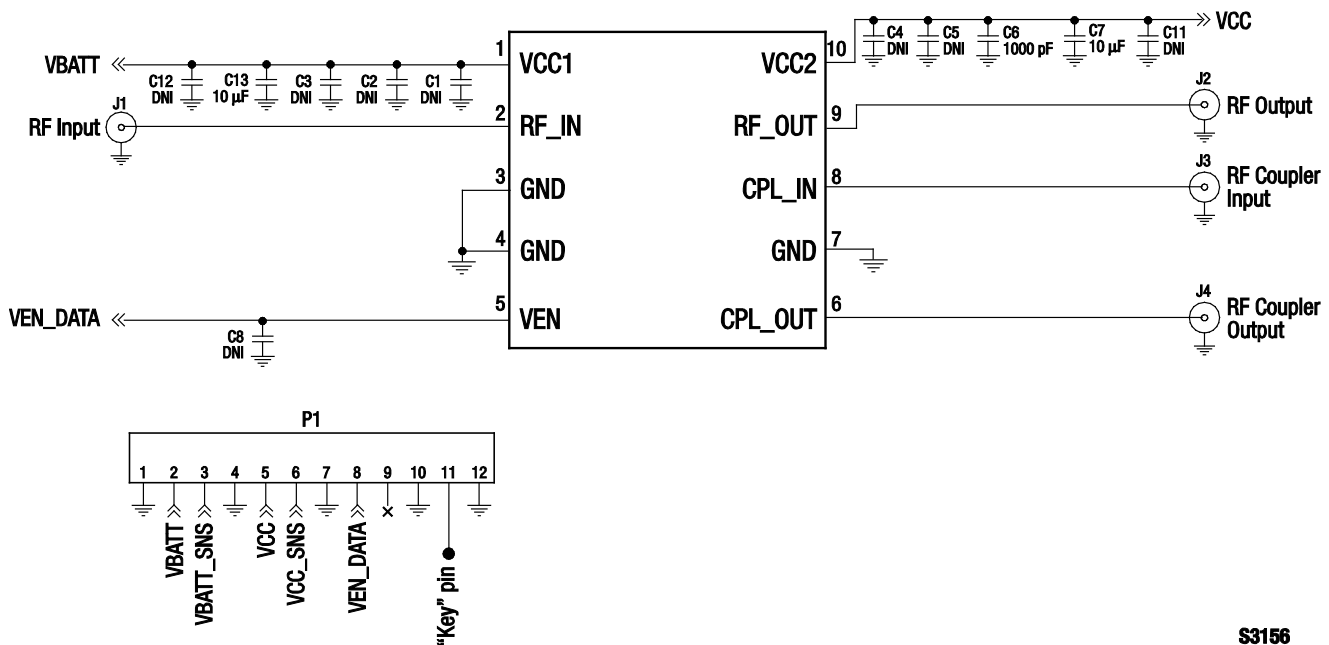 VCC
C4
DNI
C5
DNI
C6
1000 pF
C7
10 µF
C11
DNI
1
10
VBATT
VCC1
VCC2
C12
DNI
C13
10 µF
C3
DNI
C2
DNI
C1
DNI
J1
RF Input
2
RF_IN
RF_OUT
9
J2
RF Output
3
GND
CPL_IN
8
J3
RF Coupler
Input
4
GND
GND
7
VEN_DATA
5
VEN
CPL_OUT
6
J4
RF Coupler
Output
C8
DNI
P1
1 2 3 4 5 6 7 8 9 10 11 12
VBATT
VBATT_SNS
VCC
VCC_SNS
VEN_DATA
“Key” pin
S3156